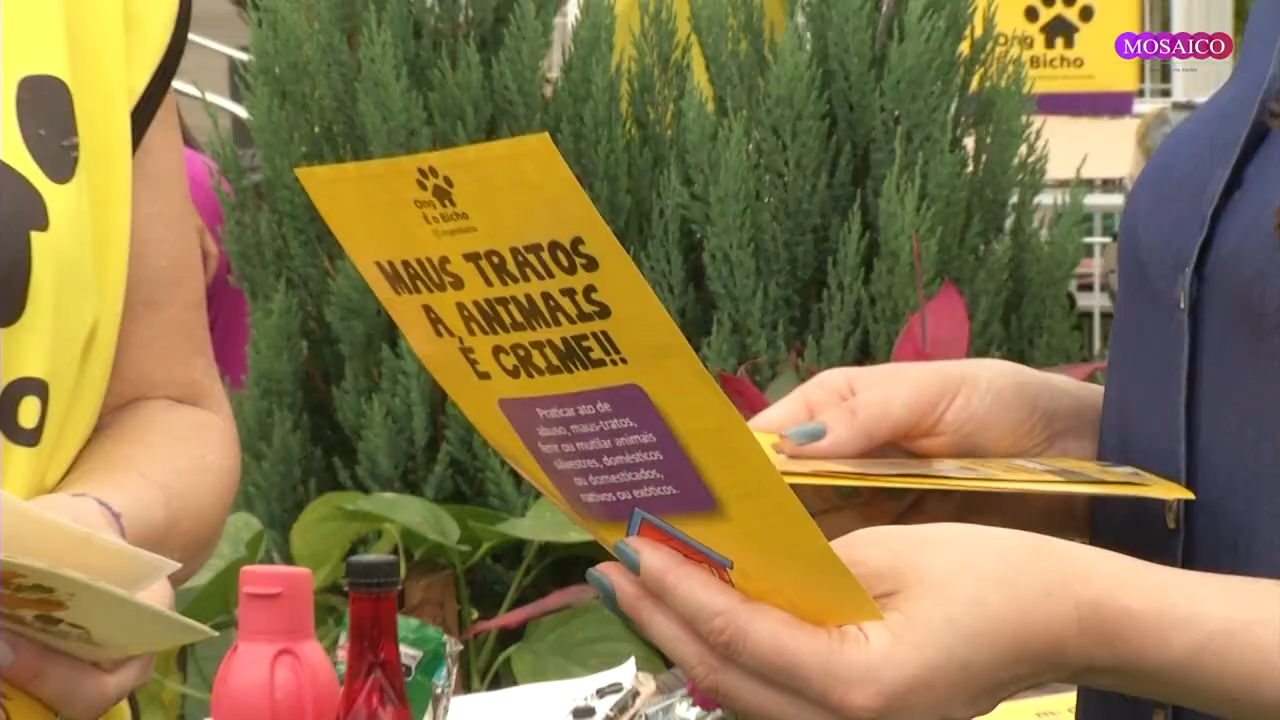 MOSAICO
Ong
Bicho
Ong
É o Bicho
MAUS TRATOS
A ANIMAIS
É CRIME!!
Praticar ato de
abuso, maus-tratos,
ferir ou mutilar animais
silvestres, domésticos
ou domesticados,
nativos ou exóticos.